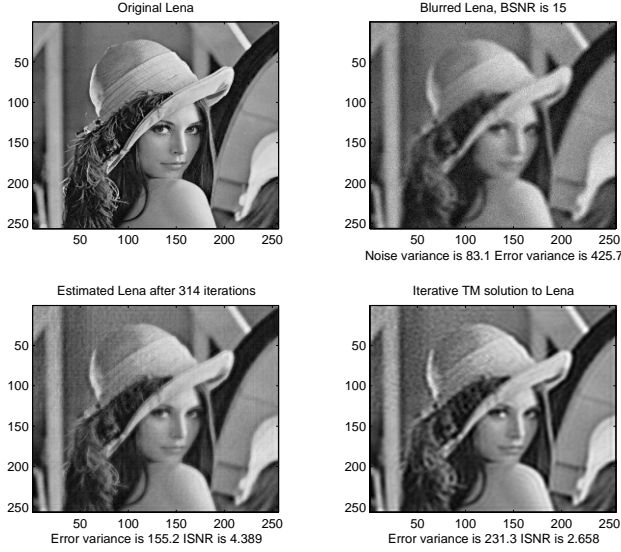 Original Lena
Blurred Lena, BSNR is 15
50
100
150
200
250
50 100 150 200 250
50
100
150
200
250
50 100 150 200 250
Noise variance is 83.1 Error variance is 425.7
Estimated Lena after 314 iterations
Iterative TM solution to Lena
50
100
150
200
250
50 100 150 200 250
Error variance is 155.2 ISNR is 4.389
50
100
150
200
250
50 100 150 200 250
Error variance is 231.3 ISNR is 2.658